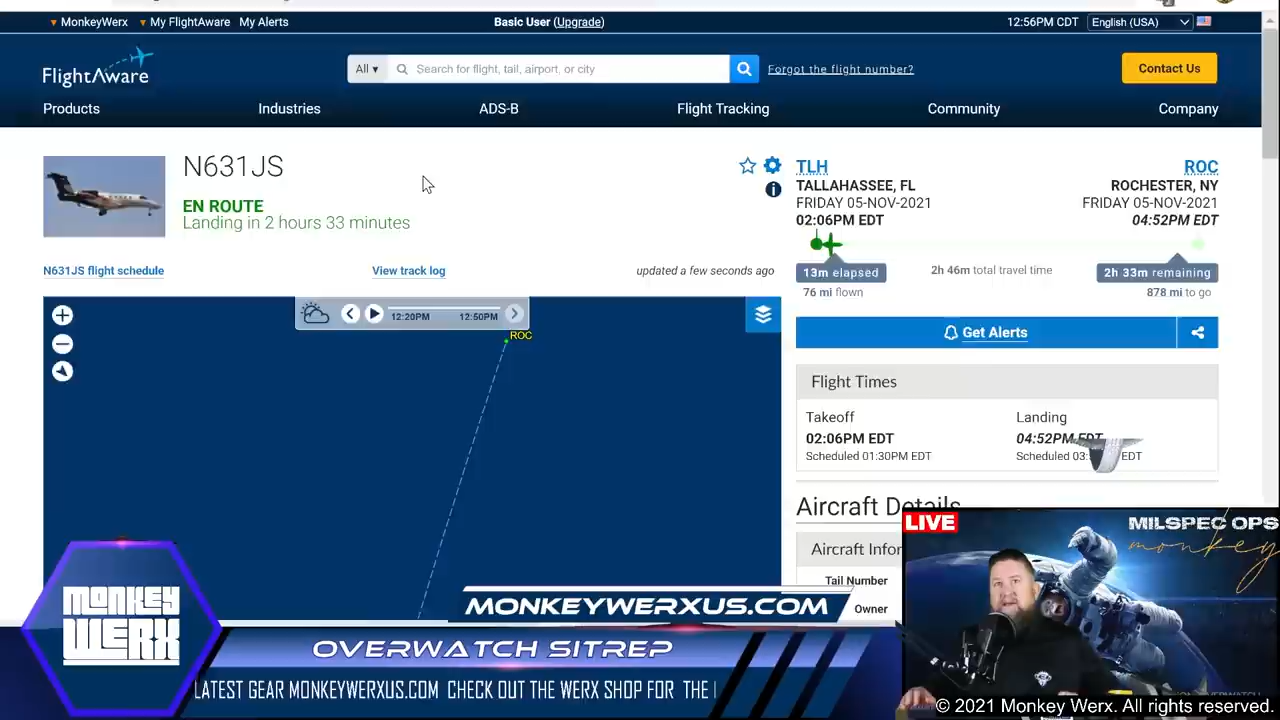 MonkeyWerx My FlightAware My Alerts Basic User (Upgrade) 12:56PM CDT English (USA)
FlightAware All Search for flight, tail, airport, or city Forgot the flight number? Contact Us
Products Industries ADS-B Flight Tracking Community Company
N631JS
EN ROUTE
Landing in 2 hours 33 minutes
N631JS flight schedule View track log updated a few seconds ago
12:20PM 12:50PM
ROC
TLH ROC
TALLAHASSEE, FL ROCHESTER, NY
FRIDAY 05-NOV-2021 FRIDAY 05-NOV-2021
02:06PM EDT 04:52PM EDT
13m elapsed 2h 46m total travel time 2h 33m remaining
76 mi flown 878 mi to go
Get Alerts
Flight Times
Takeoff Landing
02:06PM EDT 04:52PM EDT
Scheduled 01:30PM EDT Scheduled 03: EDT
Aircraft Details
Aircraft Infor
Tail Number
Owner
LIVE
MILSPEC OPS
monkey
MONKEY
WERX
MONKEYWERXUS.COM
OVERWATCH SITREP
LATEST GEAR MONKEYWERXUS.COM CHECK OUT THE WERX SHOP FOR THE
© 2021 Monkey Werx. All rights reserved.